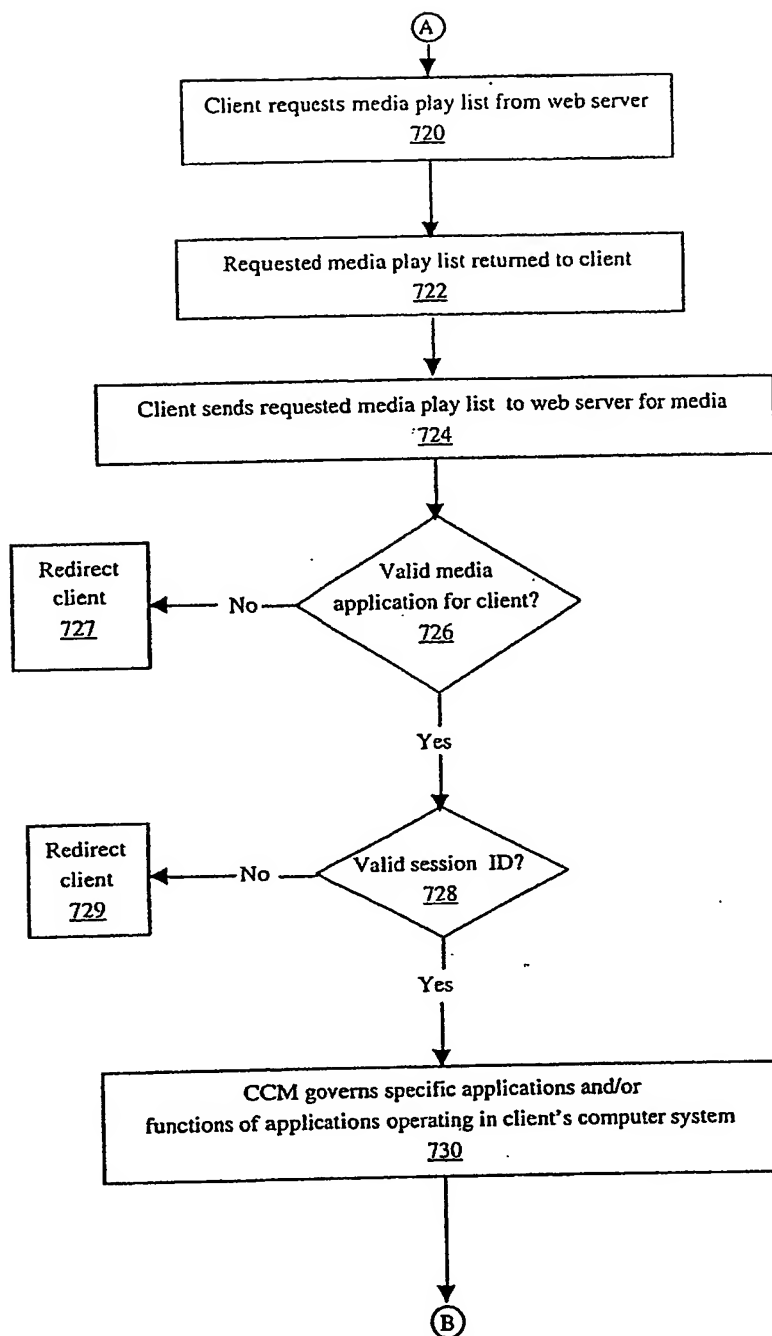 A
Client requests media play list from web server
720
Requested media play list returned to client
722
Client sends requested media play list to web server for media
724
Valid media
application for client?
726
No
Redirect
client
727
Yes
Valid session ID?
728
No
Redirect
client
729
Yes
CCM governs specific applications and/or
functions of applications operating in client's computer system
730
B